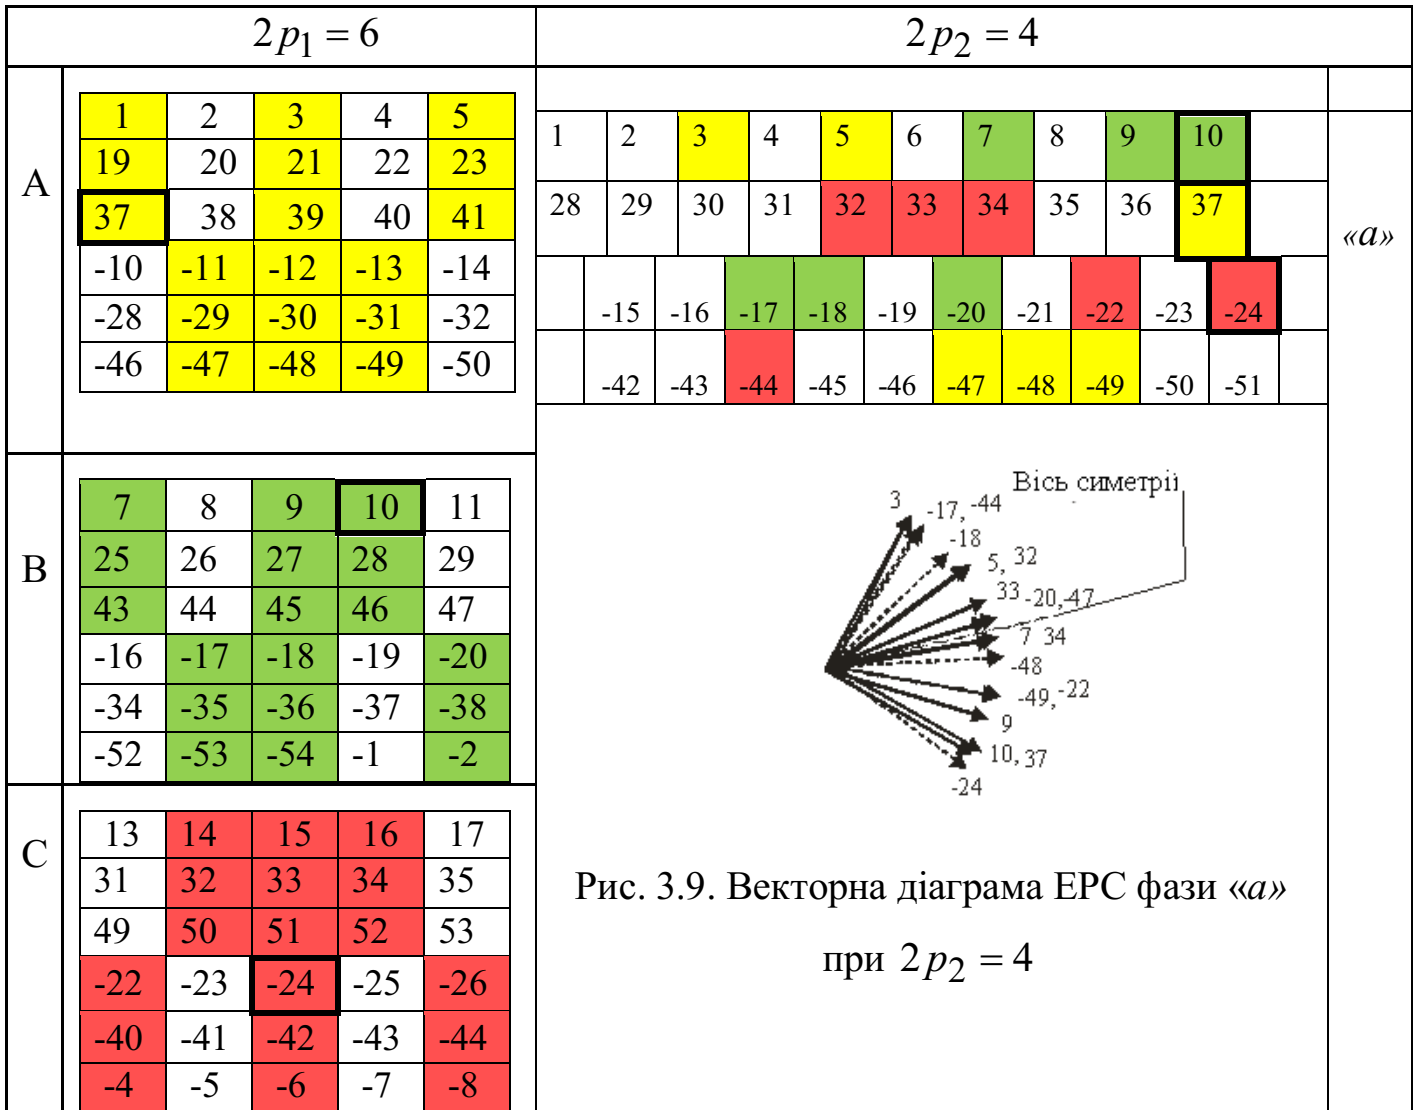 2p₁ = 6
2p₂ = 4
A
1 2 3 4 5
19 20 21 22 23
37 38 39 40 41
-10 -11 -12 -13 -14
-28 -29 -30 -31 -32
-46 -47 -48 -49 -50
1 2 3 4 5 6 7 8 9 10
28 29 30 31 32 33 34 35 36 37
-15 -16 -17 -18 -19 -20 -21 -22 -23 -24
-42 -43 -44 -45 -46 -47 -48 -49 -50 -51
«а»
B
7 8 9 10 11
25 26 27 28 29
43 44 45 46 47
-16 -17 -18 -19 -20
-34 -35 -36 -37 -38
-52 -53 -54 -1 -2
C
13 14 15 16 17
31 32 33 34 35
49 50 51 52 53
-22 -23 -24 -25 -26
-40 -41 -42 -43 -44
-4 -5 -6 -7 -8
Вісь симетрії
3
-17, -44
-18
5, 32
33
-20,-47
7 34
-48
-49, -22
9
10, 37
-24
Рис. 3.9. Векторна діаграма ЕРС фази «а»
при 2p₂ = 4